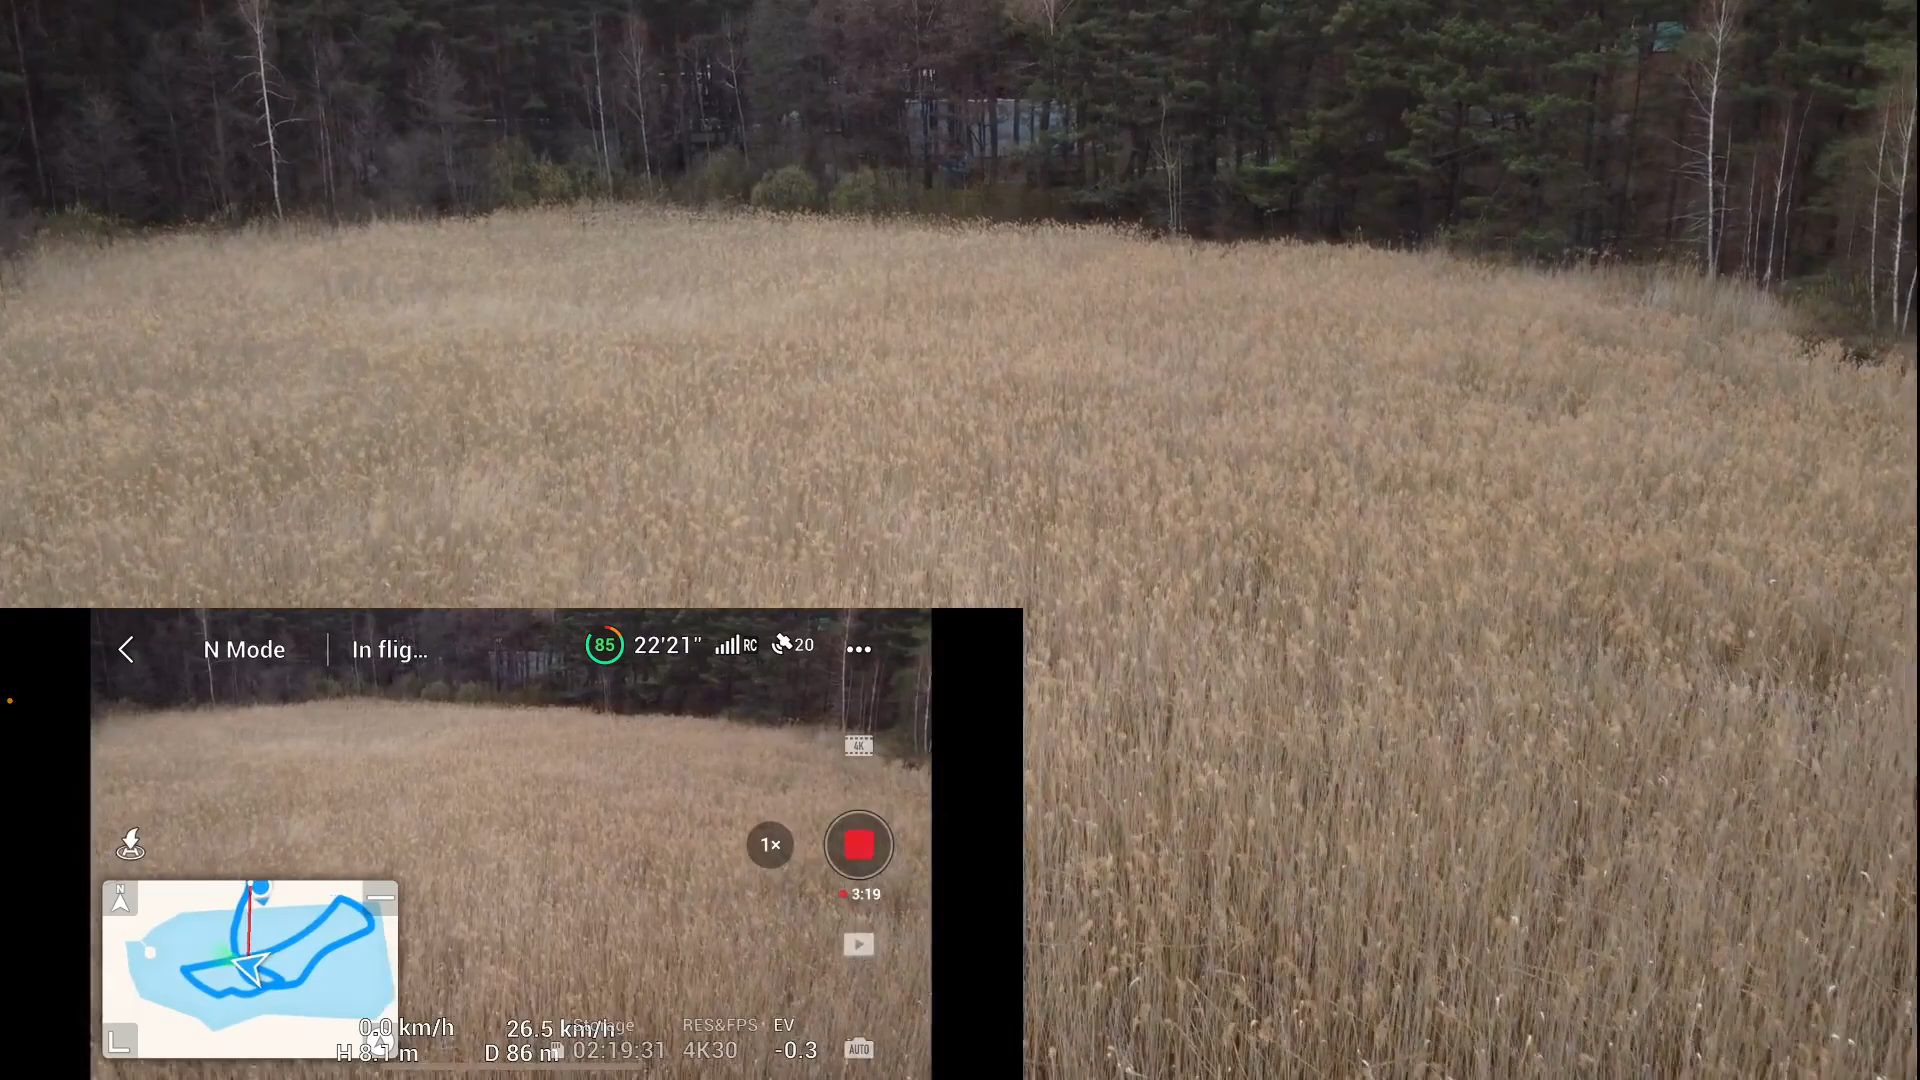 N Mode
In flig...
85
22'21"
RC
20
4K
1×
3:19
N
0.0 km/h
26.5 km/h
Storage
RES&FPS
EV
H 8.1 m
D 86 m
02:19:31
4K30
-0.3
AUTO